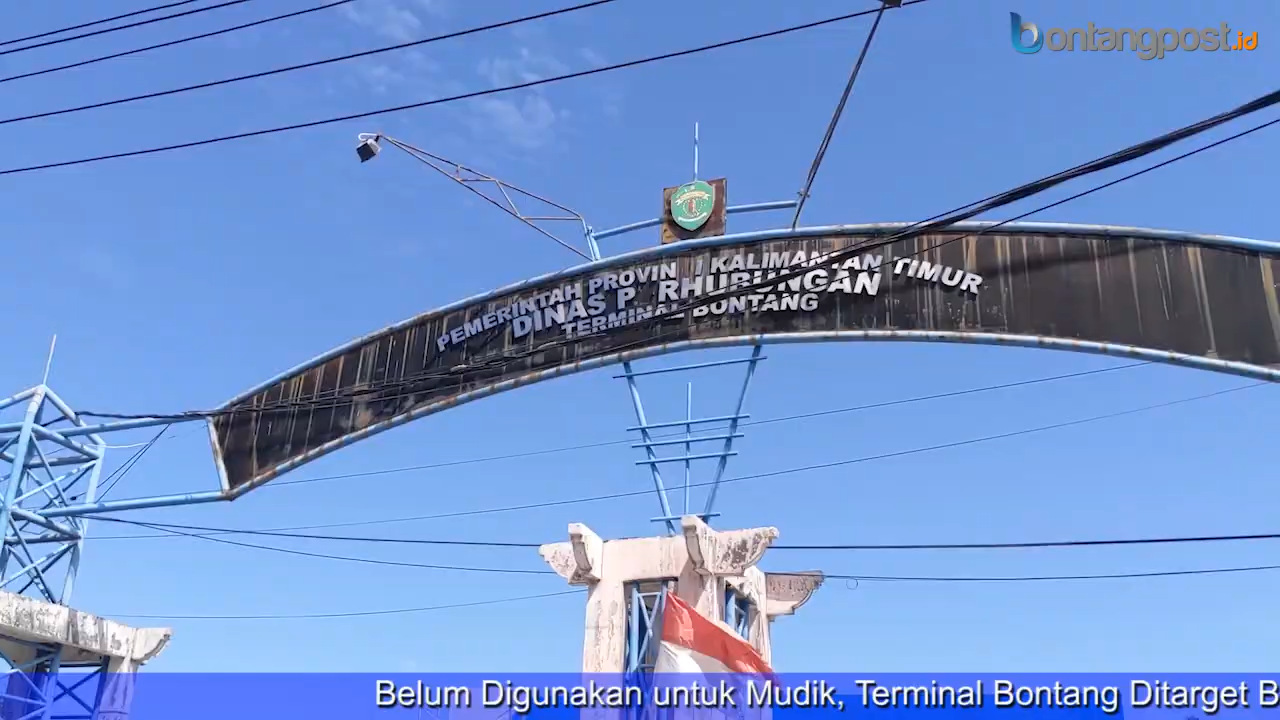 bontangpost.id
PEMERINTAH PROVIN I KALIMANTAN TIMUR
DINAS P RHUBUNGAN
TERMINAL BONTANG
Belum Digunakan untuk Mudik, Terminal Bontang Ditarget B